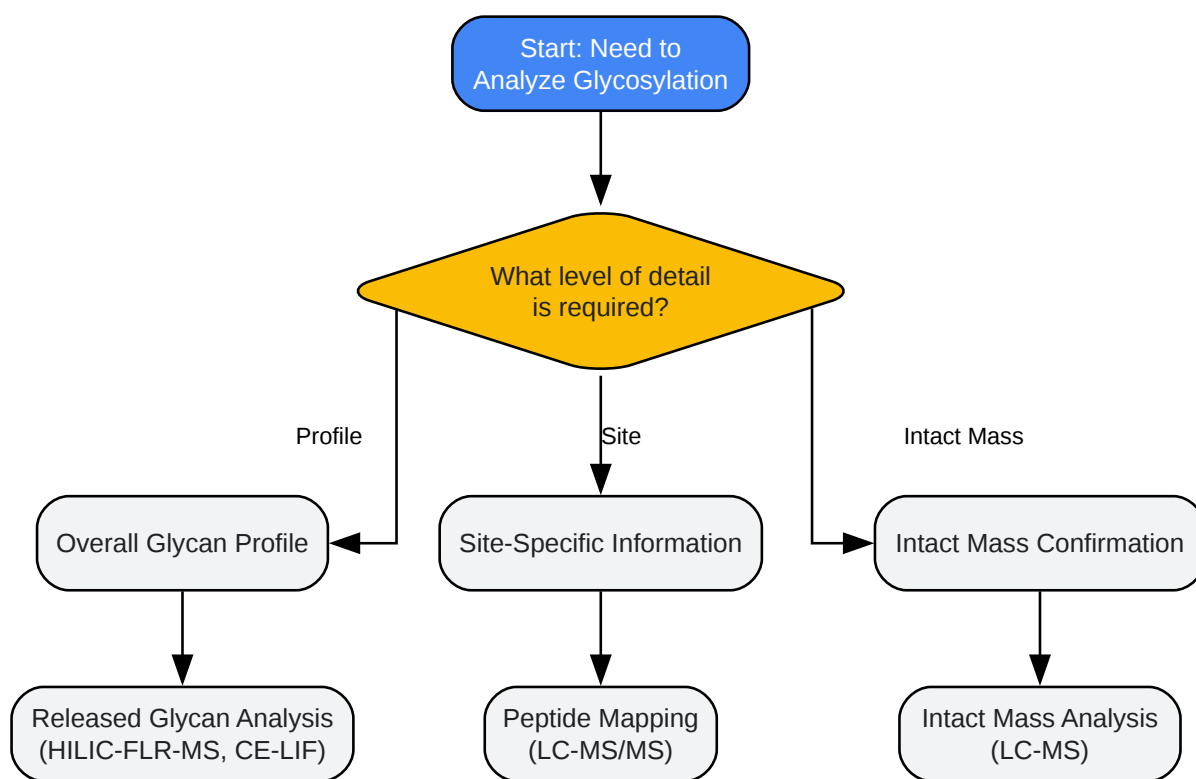 Start: Need to
Analyze Glycosylation
What level of detail
is required?
Profile
Site
Intact Mass
Overall Glycan Profile
Site-Specific Information
Intact Mass Confirmation
Released Glycan Analysis
(HILIC-FLR-MS, CE-LIF)
Peptide Mapping
(LC-MS/MS)
Intact Mass Analysis
(LC-MS)